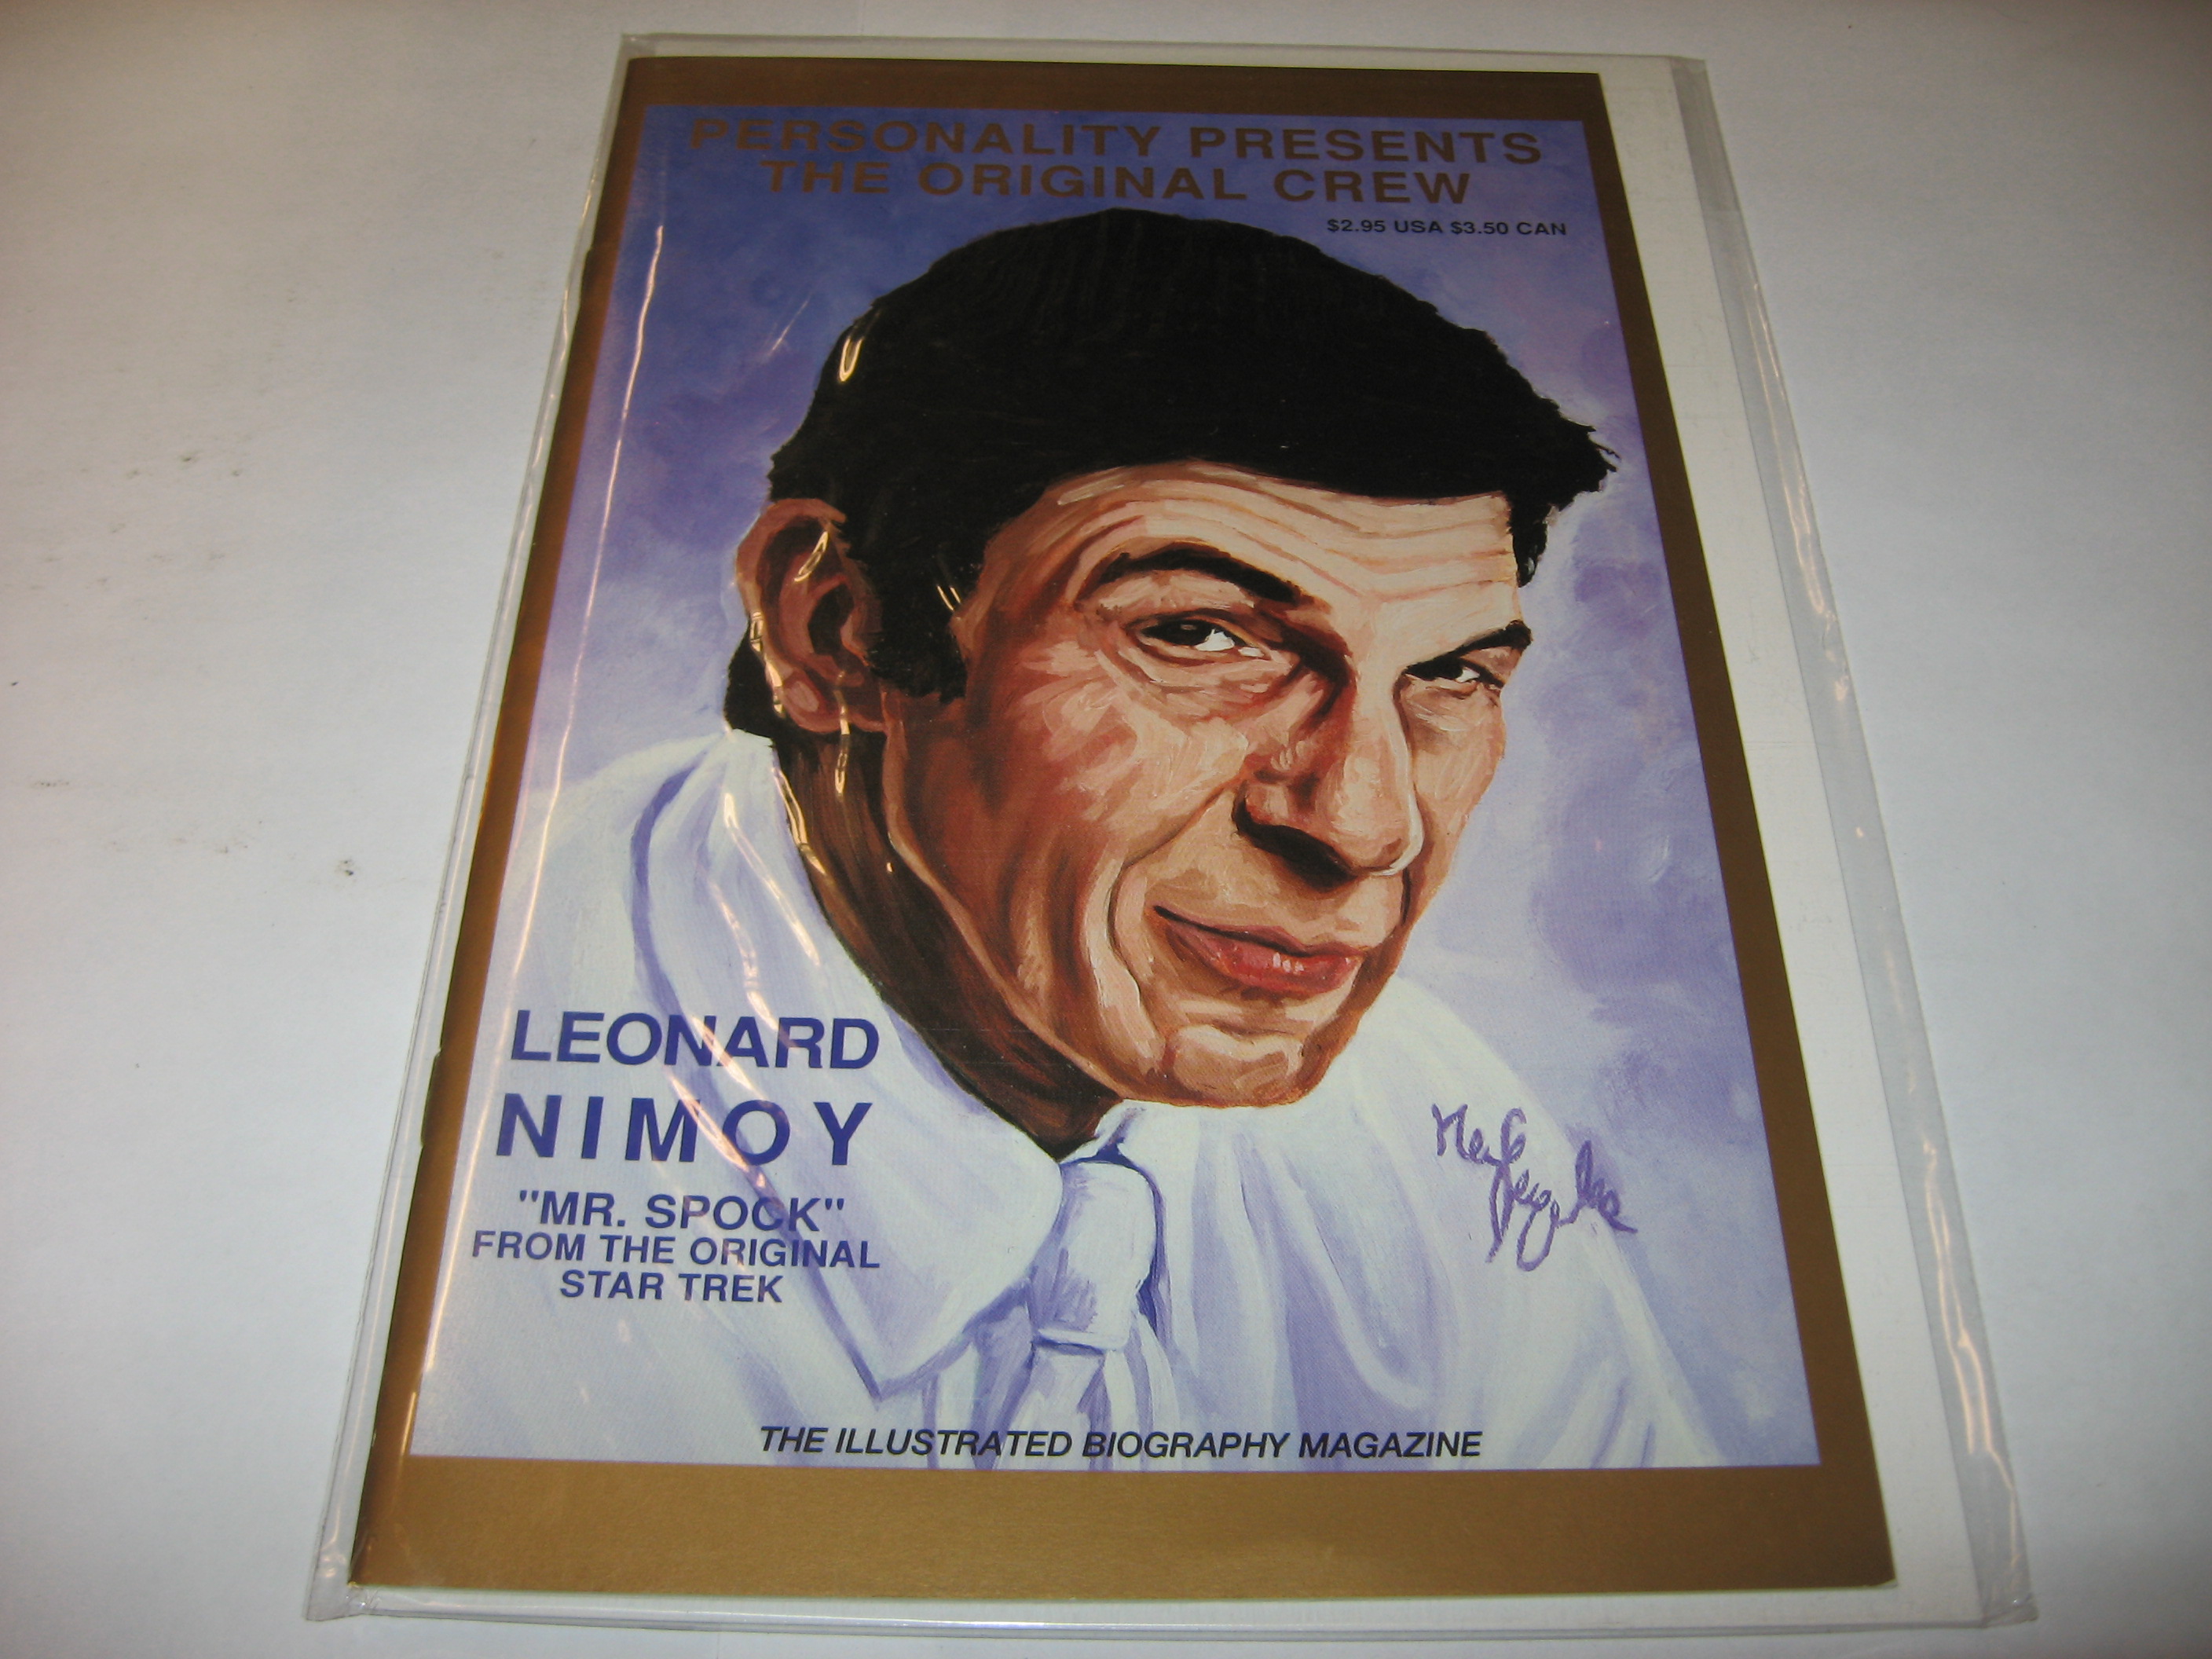 PERSONALITY PRESENTS
THE ORIGINAL CREW
$2.95 USA $3.50 CAN
LEONARD
NIMOY
"MR. SPOCK"
FROM THE ORIGINAL
STAR TREK
THE ILLUSTRATED BIOGRAPHY MAGAZINE